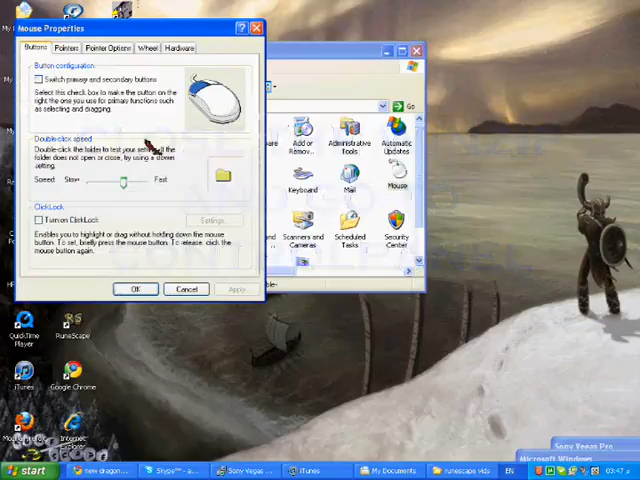 Mouse Properties
Buttons
Pointers
Pointer Options
Wheel
Hardware
Button configuration
Switch primary and secondary buttons
Select this check box to make the button on the
right the one you use for primary functions such
as selecting and dragging.
Double-click speed
Double-click the folder to test your setting. If the
folder does not open or close, try using a slower
setting.
Speed: Slow Fast
ClickLock
Turn on ClickLock
Settings...
Enables you to highlight or drag without holding down the mouse
button. To set, briefly press the mouse button. To release, click the
mouse button again.
OK
Cancel
Apply
Go
Add or
Remov...
Administrative
Tools
Automatic
Updates
Keyboard
Mail
Mouse
Scanners and
Cameras
Scheduled
Tasks
Security
Center
QuickTime
Player
RuneScape
iTunes
Google Chrome
Mozilla Firefox
Internet
Explorer
Sony Vegas Pro
Microsoft Windows
start
new dragon...
Skype™ - a...
Sony Vegas ...
iTunes
My Documents
runescape vids
EN
03:47